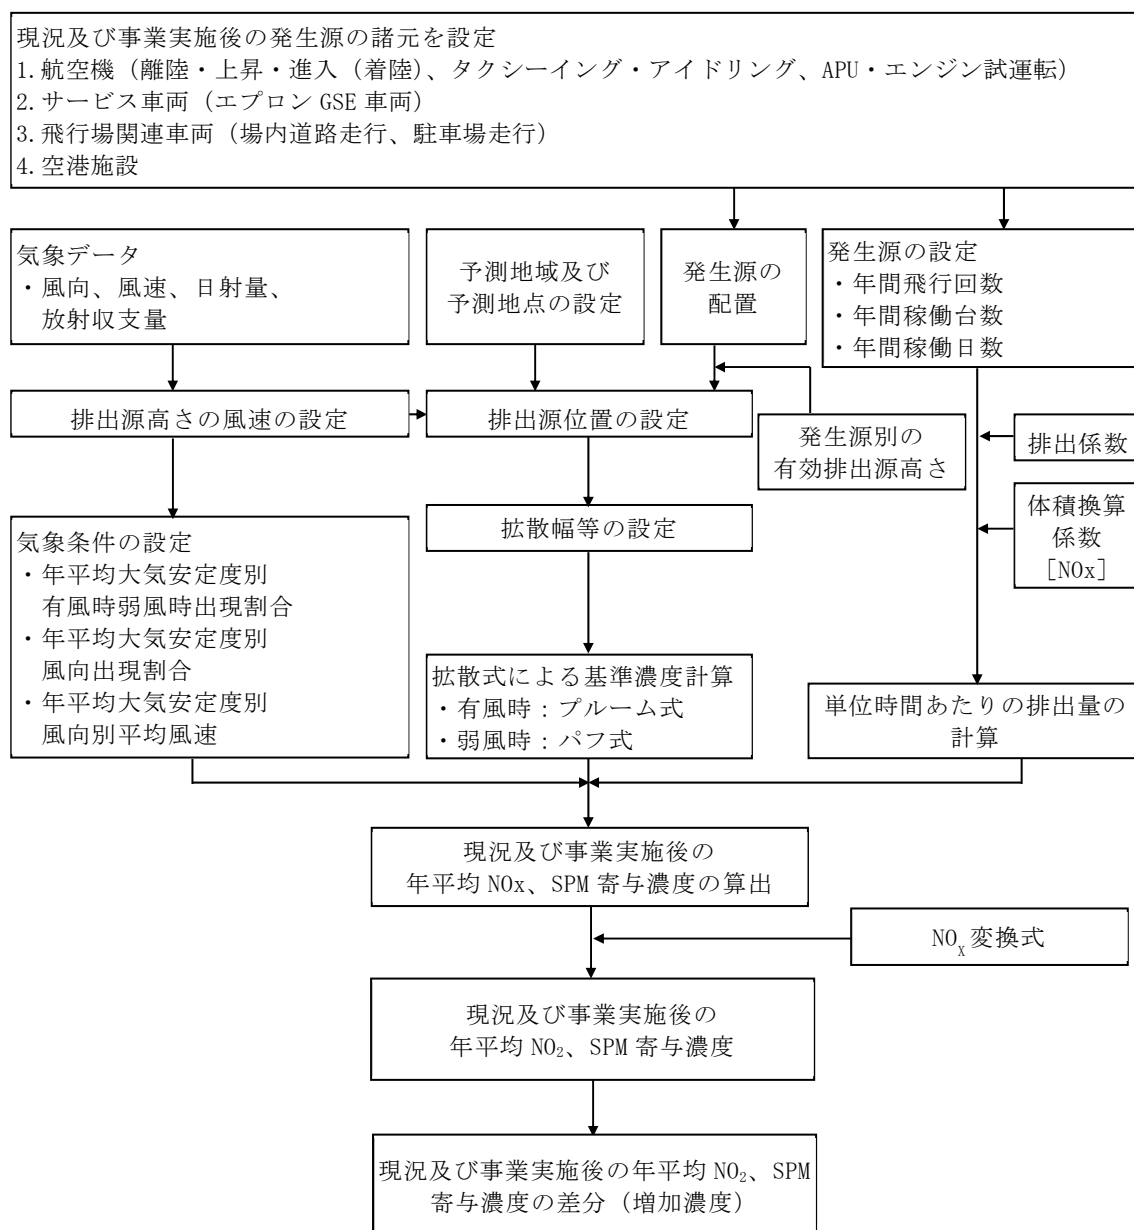 現況及び事業実施後の発生源の諸元を設定
1.航空機（離陸・上昇・進入（着陸）、タクシーイング・アイドリング、APU・エンジン試運転）
2.サービス車両（エプロン GSE 車両）
3.飛行場関連車両（場内道路走行、駐車場走行）
4.空港施設
気象データ
・風向、風速、日射量、
放射収支量
予測地域及び
予測地点の設定
発生源の
配置
発生源の設定
・年間飛行回数
・年間稼働台数
・年間稼働日数
排出源高さの風速の設定
排出源位置の設定
発生源別の
有効排出源高さ
排出係数
体積換算
係数
［NOx］
気象条件の設定
・年平均大気安定度別
有風時弱風時出現割合
・年平均大気安定度別
風向出現割合
・年平均大気安定度別
風向別平均風速
拡散幅等の設定
拡散式による基準濃度計算
・有風時：プルーム式
・弱風時：パフ式
単位時間あたりの排出量の
計算
現況及び事業実施後の
年平均 NOx、SPM 寄与濃度の算出
NOx変換式
現況及び事業実施後の
年平均 NO₂、SPM 寄与濃度
現況及び事業実施後の年平均 NO₂、SPM
寄与濃度の差分（増加濃度）